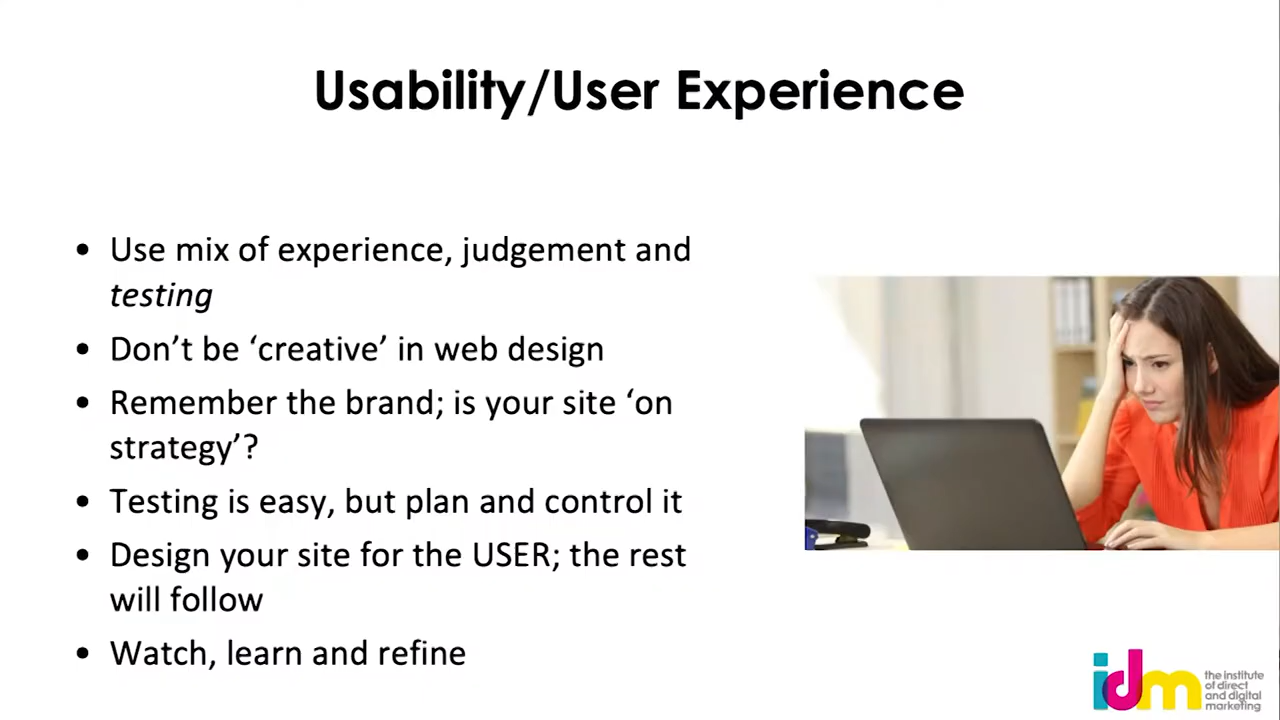 Usability/User Experience
• Use mix of experience, judgement and
testing
• Don’t be ‘creative’ in web design
• Remember the brand; is your site ‘on
strategy’?
• Testing is easy, but plan and control it
• Design your site for the USER; the rest
will follow
• Watch, learn and refine
idm
the institute
of direct
and digital
marketing